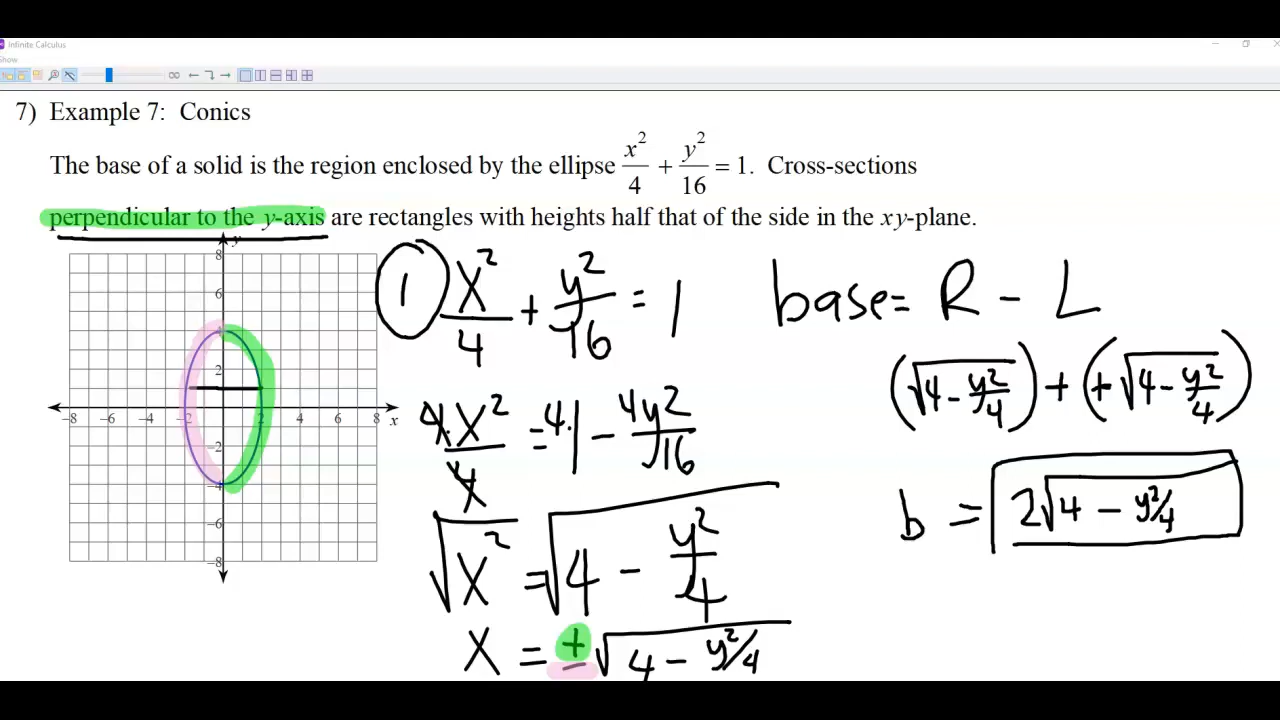 Infinite Calculus
Show
7) Example 7: Conics
The base of a solid is the region enclosed by the ellipse x²/4 + y²/16 = 1. Cross-sections
perpendicular to the y-axis are rectangles with heights half that of the side in the xy-plane.
y
8
6
4
2
-8 -6 -4 -2 2 4 6 8 x
-2
-4
-6
-8
① x²/4 + y²/16 = 1
4·x²/4 = 4·1 - 4y²/16
√x² = √4 - y²/4
x = ±√4 - y²/4
base = R - L
(√4 - y²/4) + (+√4 - y²/4)
b = 2√4 - y²/4